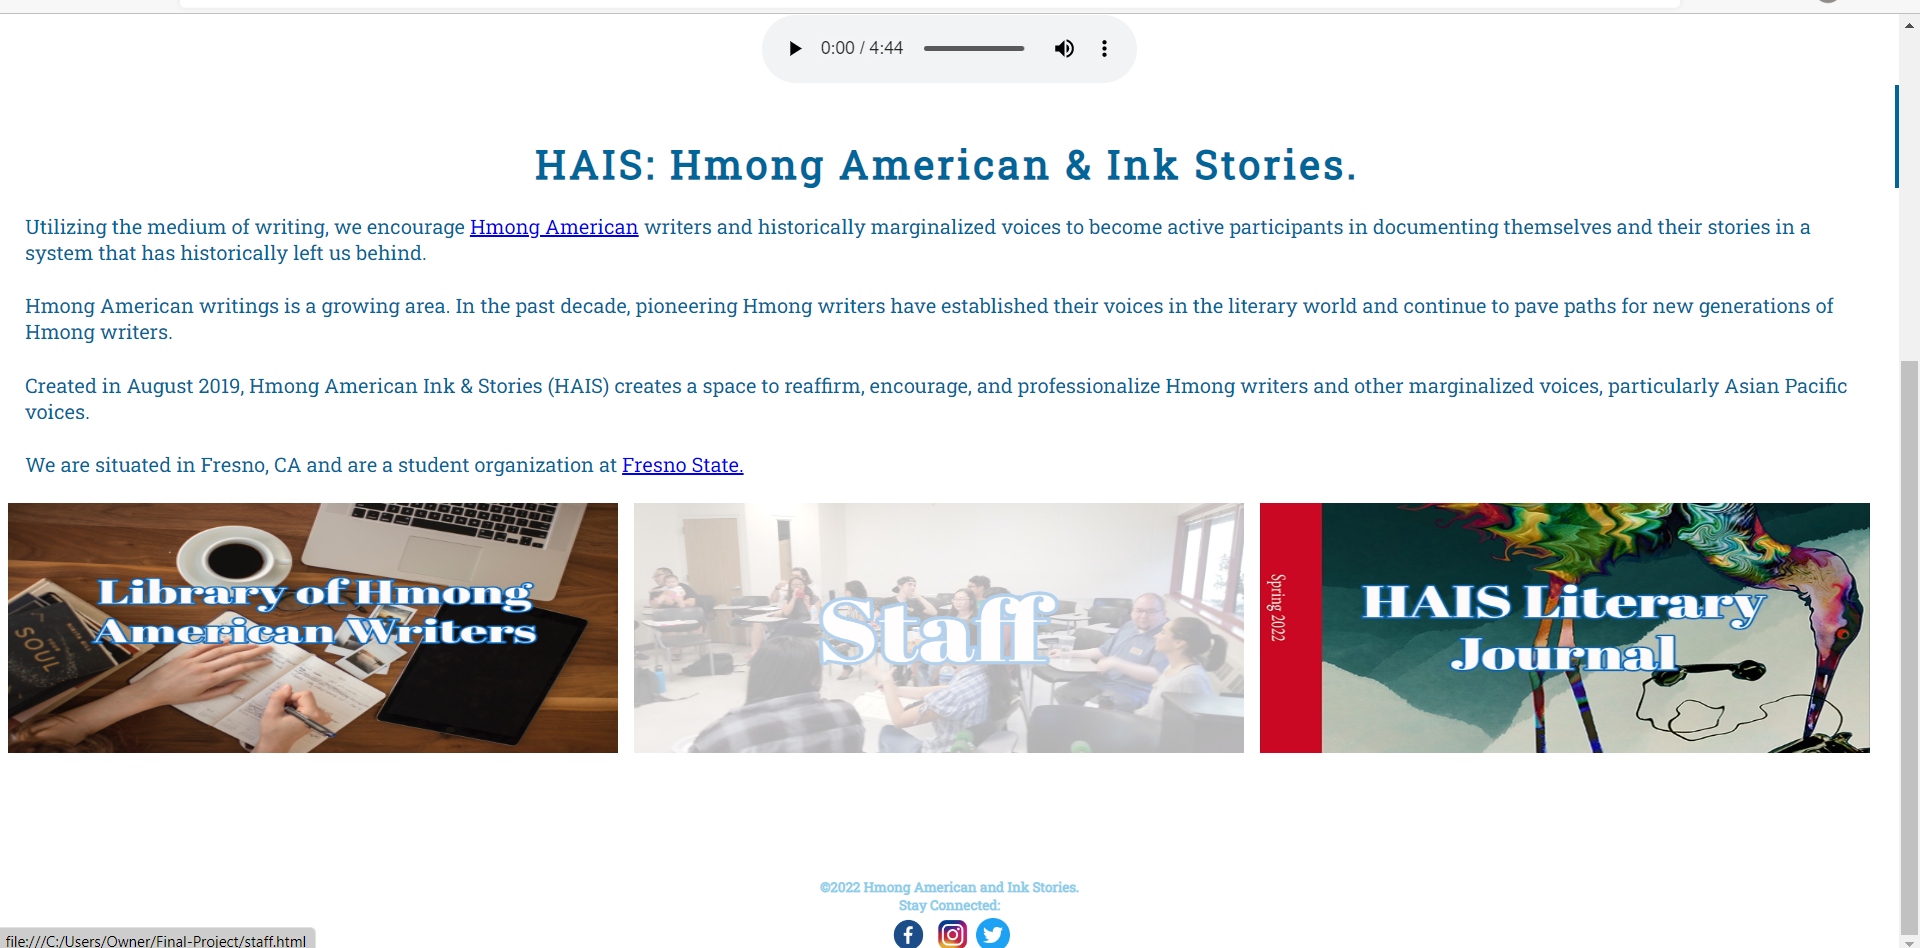 0:00 / 4:44
HAIS: Hmong American & Ink Stories.
Utilizing the medium of writing, we encourage Hmong American writers and historically marginalized voices to become active participants in documenting themselves and their stories in a
system that has historically left us behind.
Hmong American writings is a growing area. In the past decade, pioneering Hmong writers have established their voices in the literary world and continue to pave paths for new generations of
Hmong writers.
Created in August 2019, Hmong American Ink & Stories (HAIS) creates a space to reaffirm, encourage, and professionalize Hmong writers and other marginalized voices, particularly Asian Pacific
voices.
We are situated in Fresno, CA and are a student organization at Fresno State.
Library of Hmong
American Writers
SOUL
Staff
Spring 2022
HAIS Literary
Journal
©2022 Hmong American and Ink Stories.
Stay Connected:
file:///C:/Users/Owner/Final-Project/staff.html